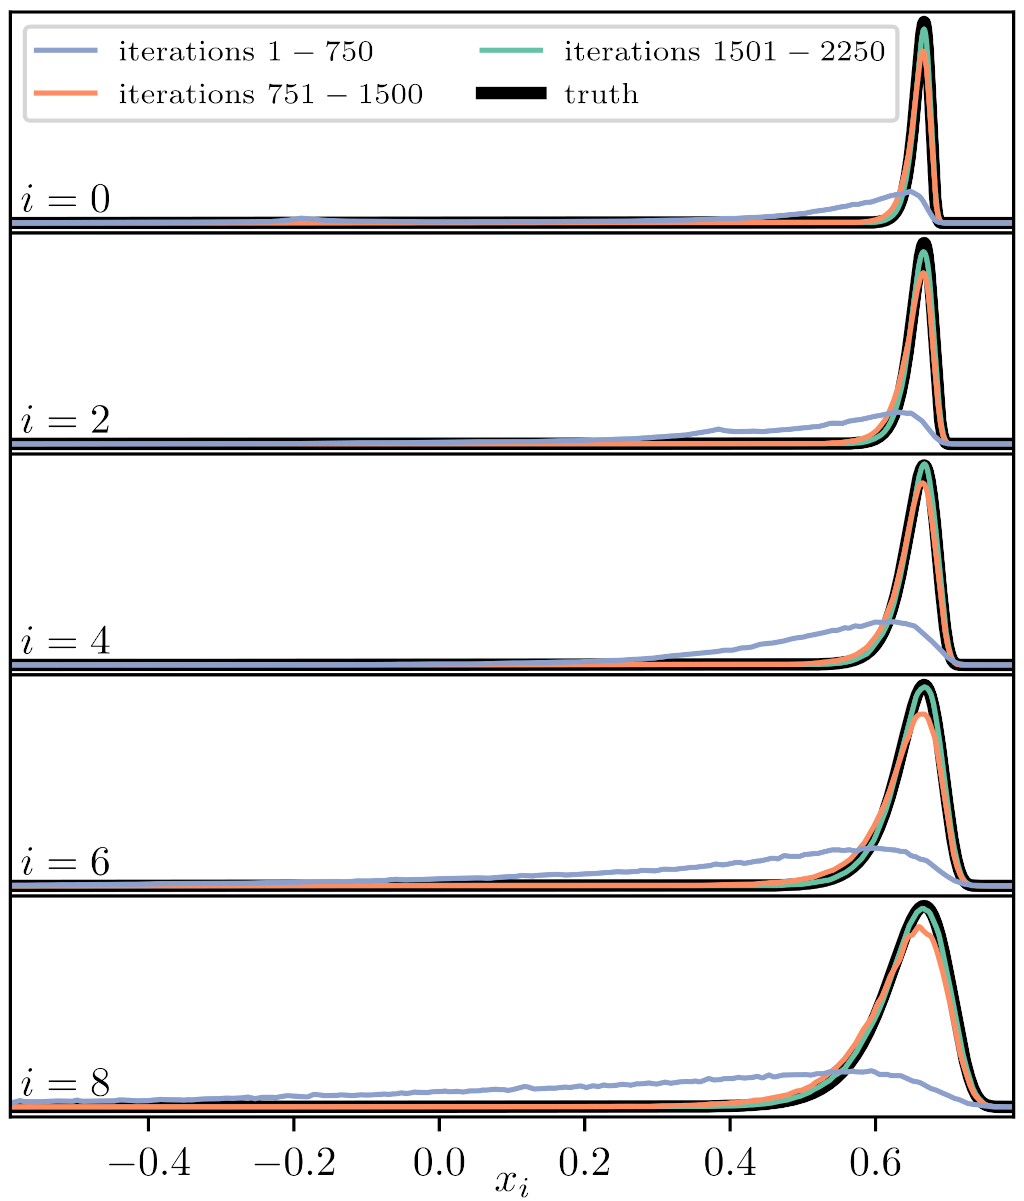 iterations 1 − 750
iterations 1501 − 2250
iterations 751 − 1500
truth
i = 0
i = 2
i = 4
i = 6
i = 8
−0.4 −0.2 0.0 0.2 0.4 0.6
x_i